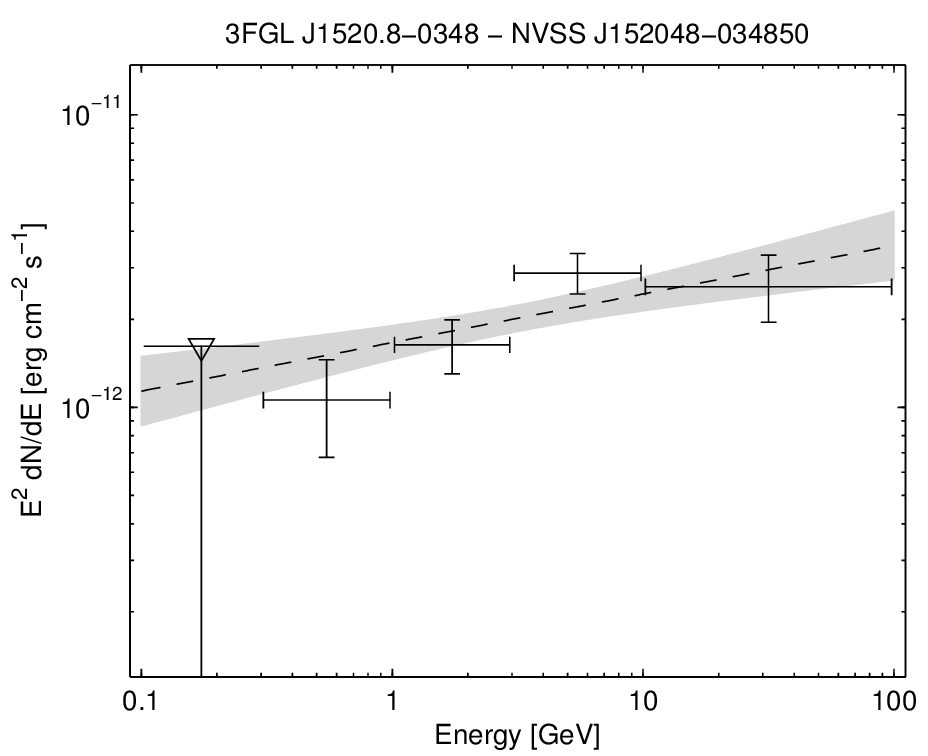 3FGL J1520.8−0348 − NVSS J152048−034850
10⁻¹¹
10⁻¹²
E² dN/dE [erg cm⁻² s⁻¹]
0.1
1
10
100
Energy [GeV]